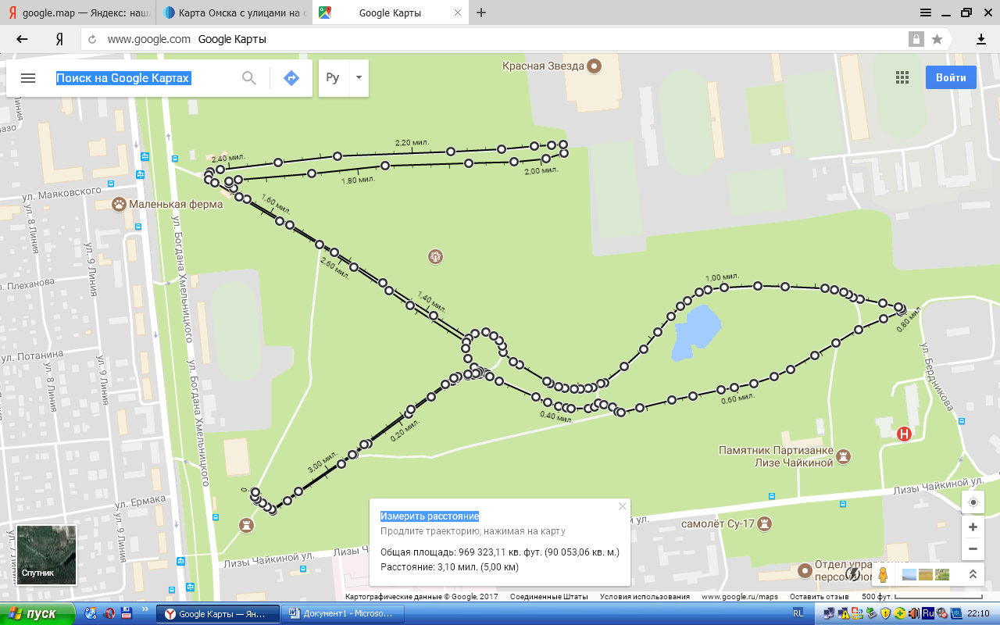 google.map — Яндекс: наш
Карта Омска с улицами на с
Google Карты
www.google.com Google Карты
Поиск на Google Картах
Ру
Войти
Красная Звезда
2,20 мил.
2,40 мил.
2,00 мил.
1,80 мил.
ул. Маяковского
Маленькая ферма
1,60 мил.
ул. 8 Линия
ул. 9 Линия
ул. Богдана Хмельницкого
2,60 мил.
1,00 мил.
ул. Плеханова
1,40 мил.
0,80 мил.
ул. Потанина
ул. 8 Линия
ул. 9 Линия
ул. Богдана Хмельницкого
ул. Бердникова
0,60 мил.
0,40 мил.
0,20 мил.
H
Памятник Партизанке
Лизе Чайкиной
3,00 мил.
0
Лизы Чайкиной ул.
ул. Ермака
ул.
Измерить расстояние
Продлите траекторию, нажимая на карту
Общая площадь: 969 323,11 кв. фут. (90 053,06 кв. м.)
Расстояние: 3,10 мил. (5,00 км)
самолёт Су-17
ул. 9 Линия
Лизы Чайкиной ул.
Спутник
Картографические данные © Google, 2017 Соединенные Штаты Условия использования www.google.ru/maps Оставить отзыв 500 фут.
пуск
Google Карты — Ян...
Документ1 - Microso...
RL
Ru
22:10